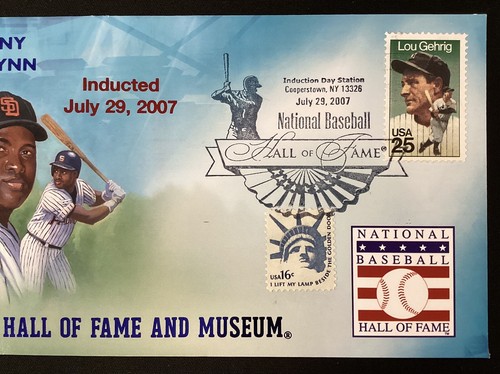 NY
YNN
Inducted
July 29, 2007
SD
Induction Day Station
Cooperstown, NY 13326
July 29, 2007
National Baseball
HALL OF FAME®
Lou Gehrig
USA
25
USA 16c
I LIFT MY LAMP BESIDE THE GOLDEN DOOR
NATIONAL
BASEBALL
HALL OF FAME
TM
HALL OF FAME AND MUSEUM®